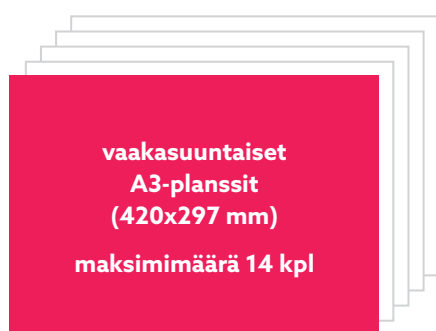 vaakasuuntaiset
A3-planssit
(420x297 mm)
maksimimäärä 14 kpl